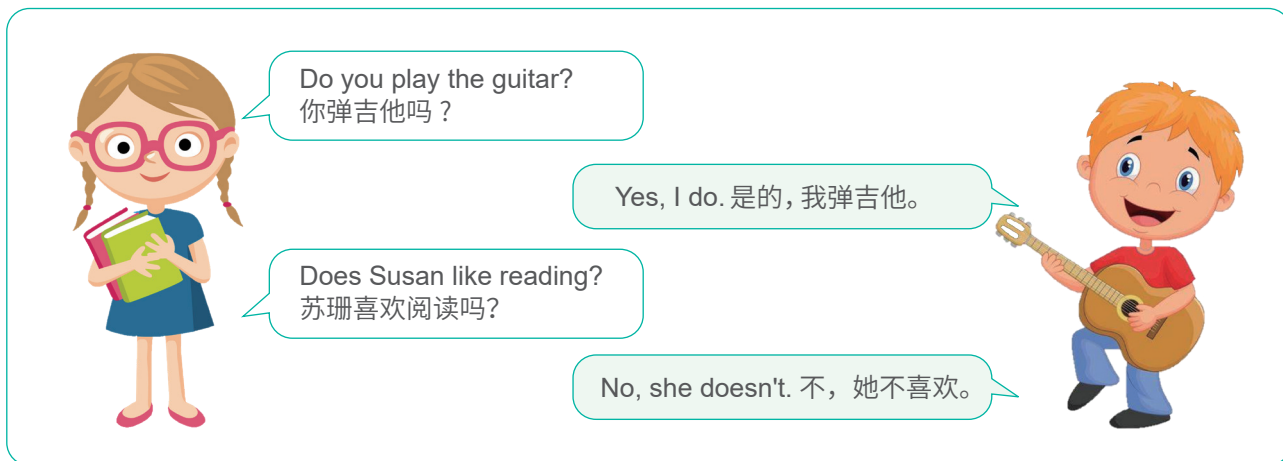 Do you play the guitar?
你弹吉他吗？
Yes, I do. 是的，我弹吉他。
Does Susan like reading?
苏珊喜欢阅读吗？
No, she doesn't. 不，她不喜欢。